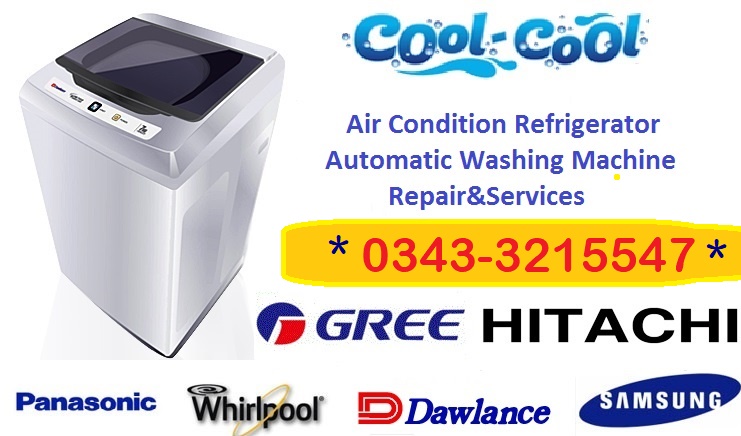 Cool-Cool
Air Condition Refrigerator
Automatic Washing Machine
Repair&Services
* 0343-3215547 *
GREE HITACHI
Panasonic Whirlpool Dawlance SAMSUNG